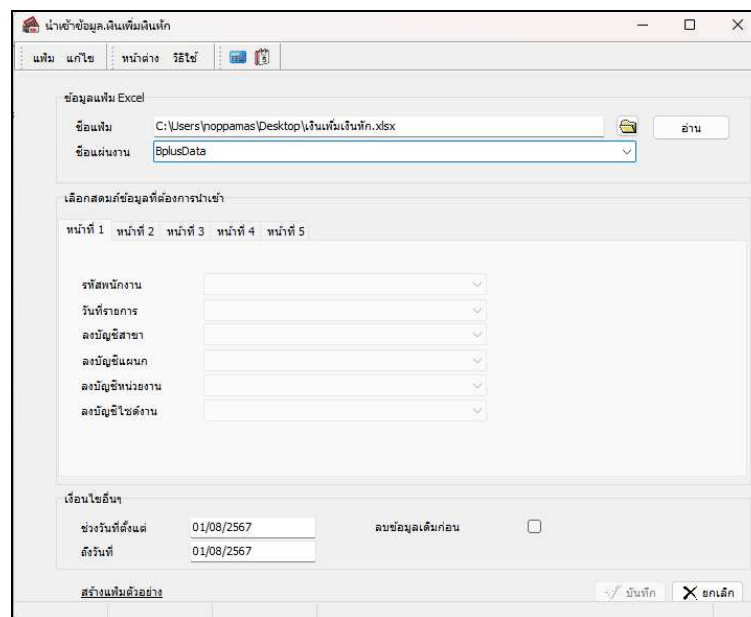 นำเข้าข้อมูลเงินเพิ่มเงินหัก
แฟ้ม แก้ไข หน้าต่าง วิธีใช้
ข้อมูลแฟ้ม Excel
ชื่อแฟ้ม C:\Users\noppamas\Desktop\เงินเพิ่มเงินหัก.xlsx อ่าน
ชื่อแผ่นงาน BplusData
เลือกสดมภ์ข้อมูลที่ต้องการนำเข้า
หน้าที่ 1 หน้าที่ 2 หน้าที่ 3 หน้าที่ 4 หน้าที่ 5
รหัสพนักงาน
วันที่รายการ
ลงบัญชีสาขา
ลงบัญชีแผนก
ลงบัญชีหน่วยงาน
ลงบัญชีไซด์งาน
เงื่อนไขอื่นๆ
ช่วงวันที่ตั้งแต่ 01/08/2567 ลบข้อมูลเดิมก่อน
ถึงวันที่ 01/08/2567
สร้างแฟ้มตัวอย่าง บันทึก ยกเลิก